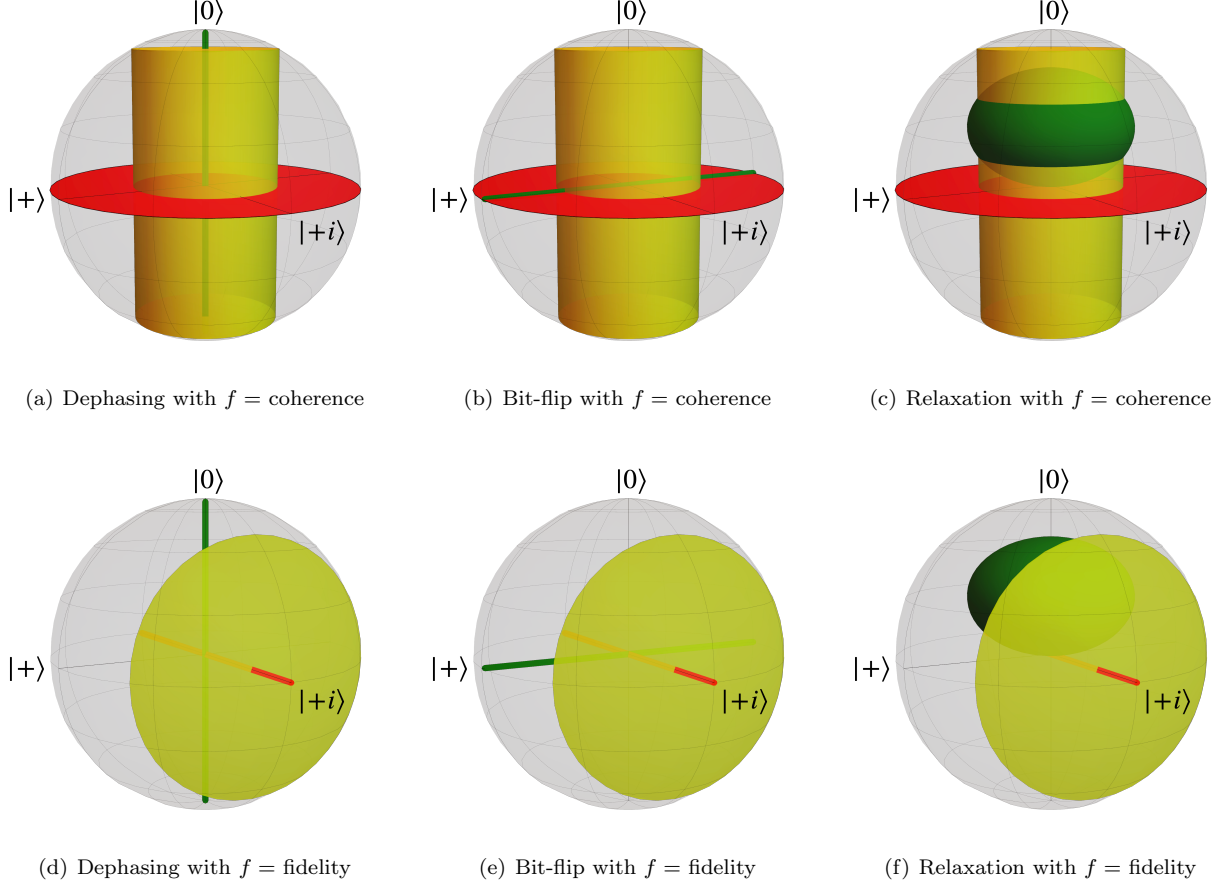 |0⟩ |0⟩ |0⟩
|+⟩ |+⟩ |+⟩
|+i⟩ |+i⟩ |+i⟩
(a) Dephasing with f = coherence (b) Bit-flip with f = coherence (c) Relaxation with f = coherence
|0⟩ |0⟩ |0⟩
|+⟩ |+⟩ |+⟩
|+i⟩ |+i⟩ |+i⟩
(d) Dephasing with f = fidelity (e) Bit-flip with f = fidelity (f) Relaxation with f = fidelity